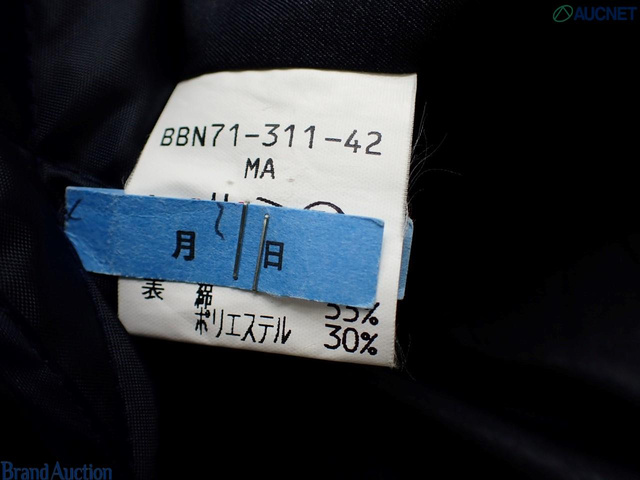 AUCNET
BBN71-311-42
MA
月 日
表 綿
ポリエステル 30%
Brand Auction